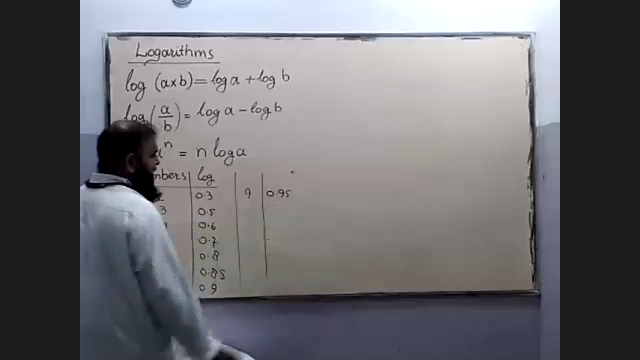 Logarithms
log (a×b) = log a + log b
log (a/b) = log a - log b
n = n log a
log
0.3 9 0.95
3 0.5
0.6
0.7
0.8
0.85
0.9